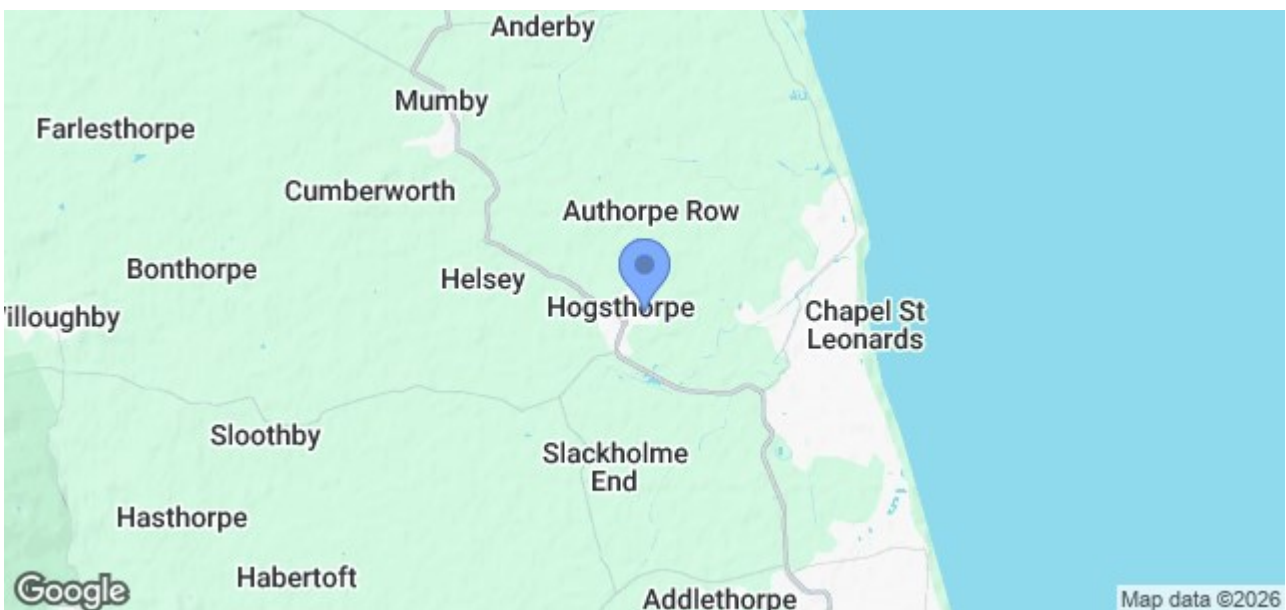 Anderby
Mumby
Farlesthorpe
Cumberworth
Authorpe Row
Bonthorpe
Helsey
Hogsthorpe
Chapel St
Leonards
illoughby
Sloothby
Slackholme
End
Hasthorpe
Habertoft
Addlethorpe
Google
Map data ©2026